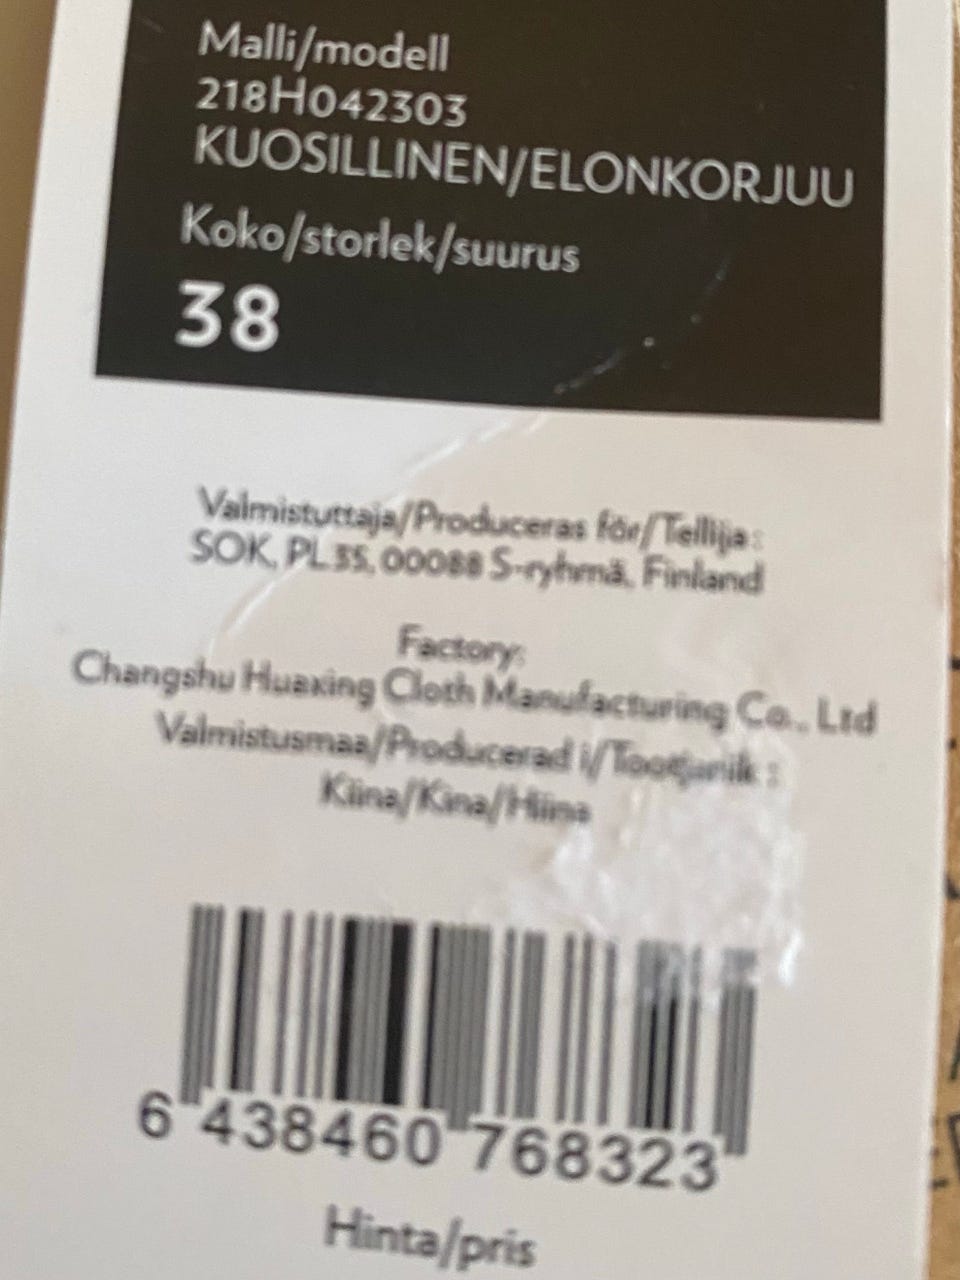 Malli/modell
218H042303
KUOSILLINEN/ELONKORJUU
Koko/storlek/suurus
38
Valmistuttaja/Produceras för/Tellija:
SOK, PL 35, 00088 S-ryhmä, Finland
Factory:
Changshu Huaxing Cloth Manufacturing Co., Ltd
Valmistusmaa/Producerad i/Tootjariik:
Kiina/Kina/Hiina
6 438460 768323
Hinta/pris